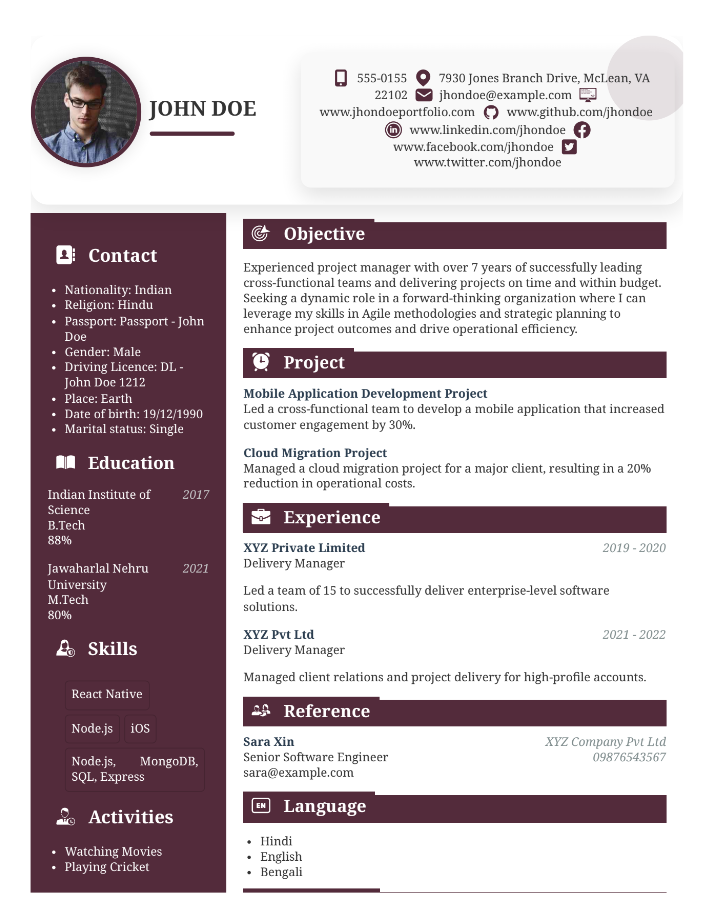 JOHN DOE
555-0155 7930 Jones Branch Drive, McLean, VA
22102 jhondoe@example.com
www.jhondoeportfolio.com www.github.com/jhondoe
www.linkedin.com/jhondoe
www.facebook.com/jhondoe
www.twitter.com/jhondoe
Contact
• Nationality: Indian
• Religion: Hindu
• Passport: Passport - John
Doe
• Gender: Male
• Driving Licence: DL -
John Doe 1212
• Place: Earth
• Date of birth: 19/12/1990
• Marital status: Single
Education
Indian Institute of 2017
Science
B.Tech
88%
Jawaharlal Nehru 2021
University
M.Tech
80%
Skills
React Native
Node.js iOS
Node.js, MongoDB,
SQL, Express
Activities
• Watching Movies
• Playing Cricket
Objective
Experienced project manager with over 7 years of successfully leading
cross-functional teams and delivering projects on time and within budget.
Seeking a dynamic role in a forward-thinking organization where I can
leverage my skills in Agile methodologies and strategic planning to
enhance project outcomes and drive operational efficiency.
Project
Mobile Application Development Project
Led a cross-functional team to develop a mobile application that increased
customer engagement by 30%.
Cloud Migration Project
Managed a cloud migration project for a major client, resulting in a 20%
reduction in operational costs.
Experience
XYZ Private Limited 2019 - 2020
Delivery Manager
Led a team of 15 to successfully deliver enterprise-level software
solutions.
XYZ Pvt Ltd 2021 - 2022
Delivery Manager
Managed client relations and project delivery for high-profile accounts.
Reference
Sara Xin XYZ Company Pvt Ltd
Senior Software Engineer 09876543567
sara@example.com
EN Language
• Hindi
• English
• Bengali